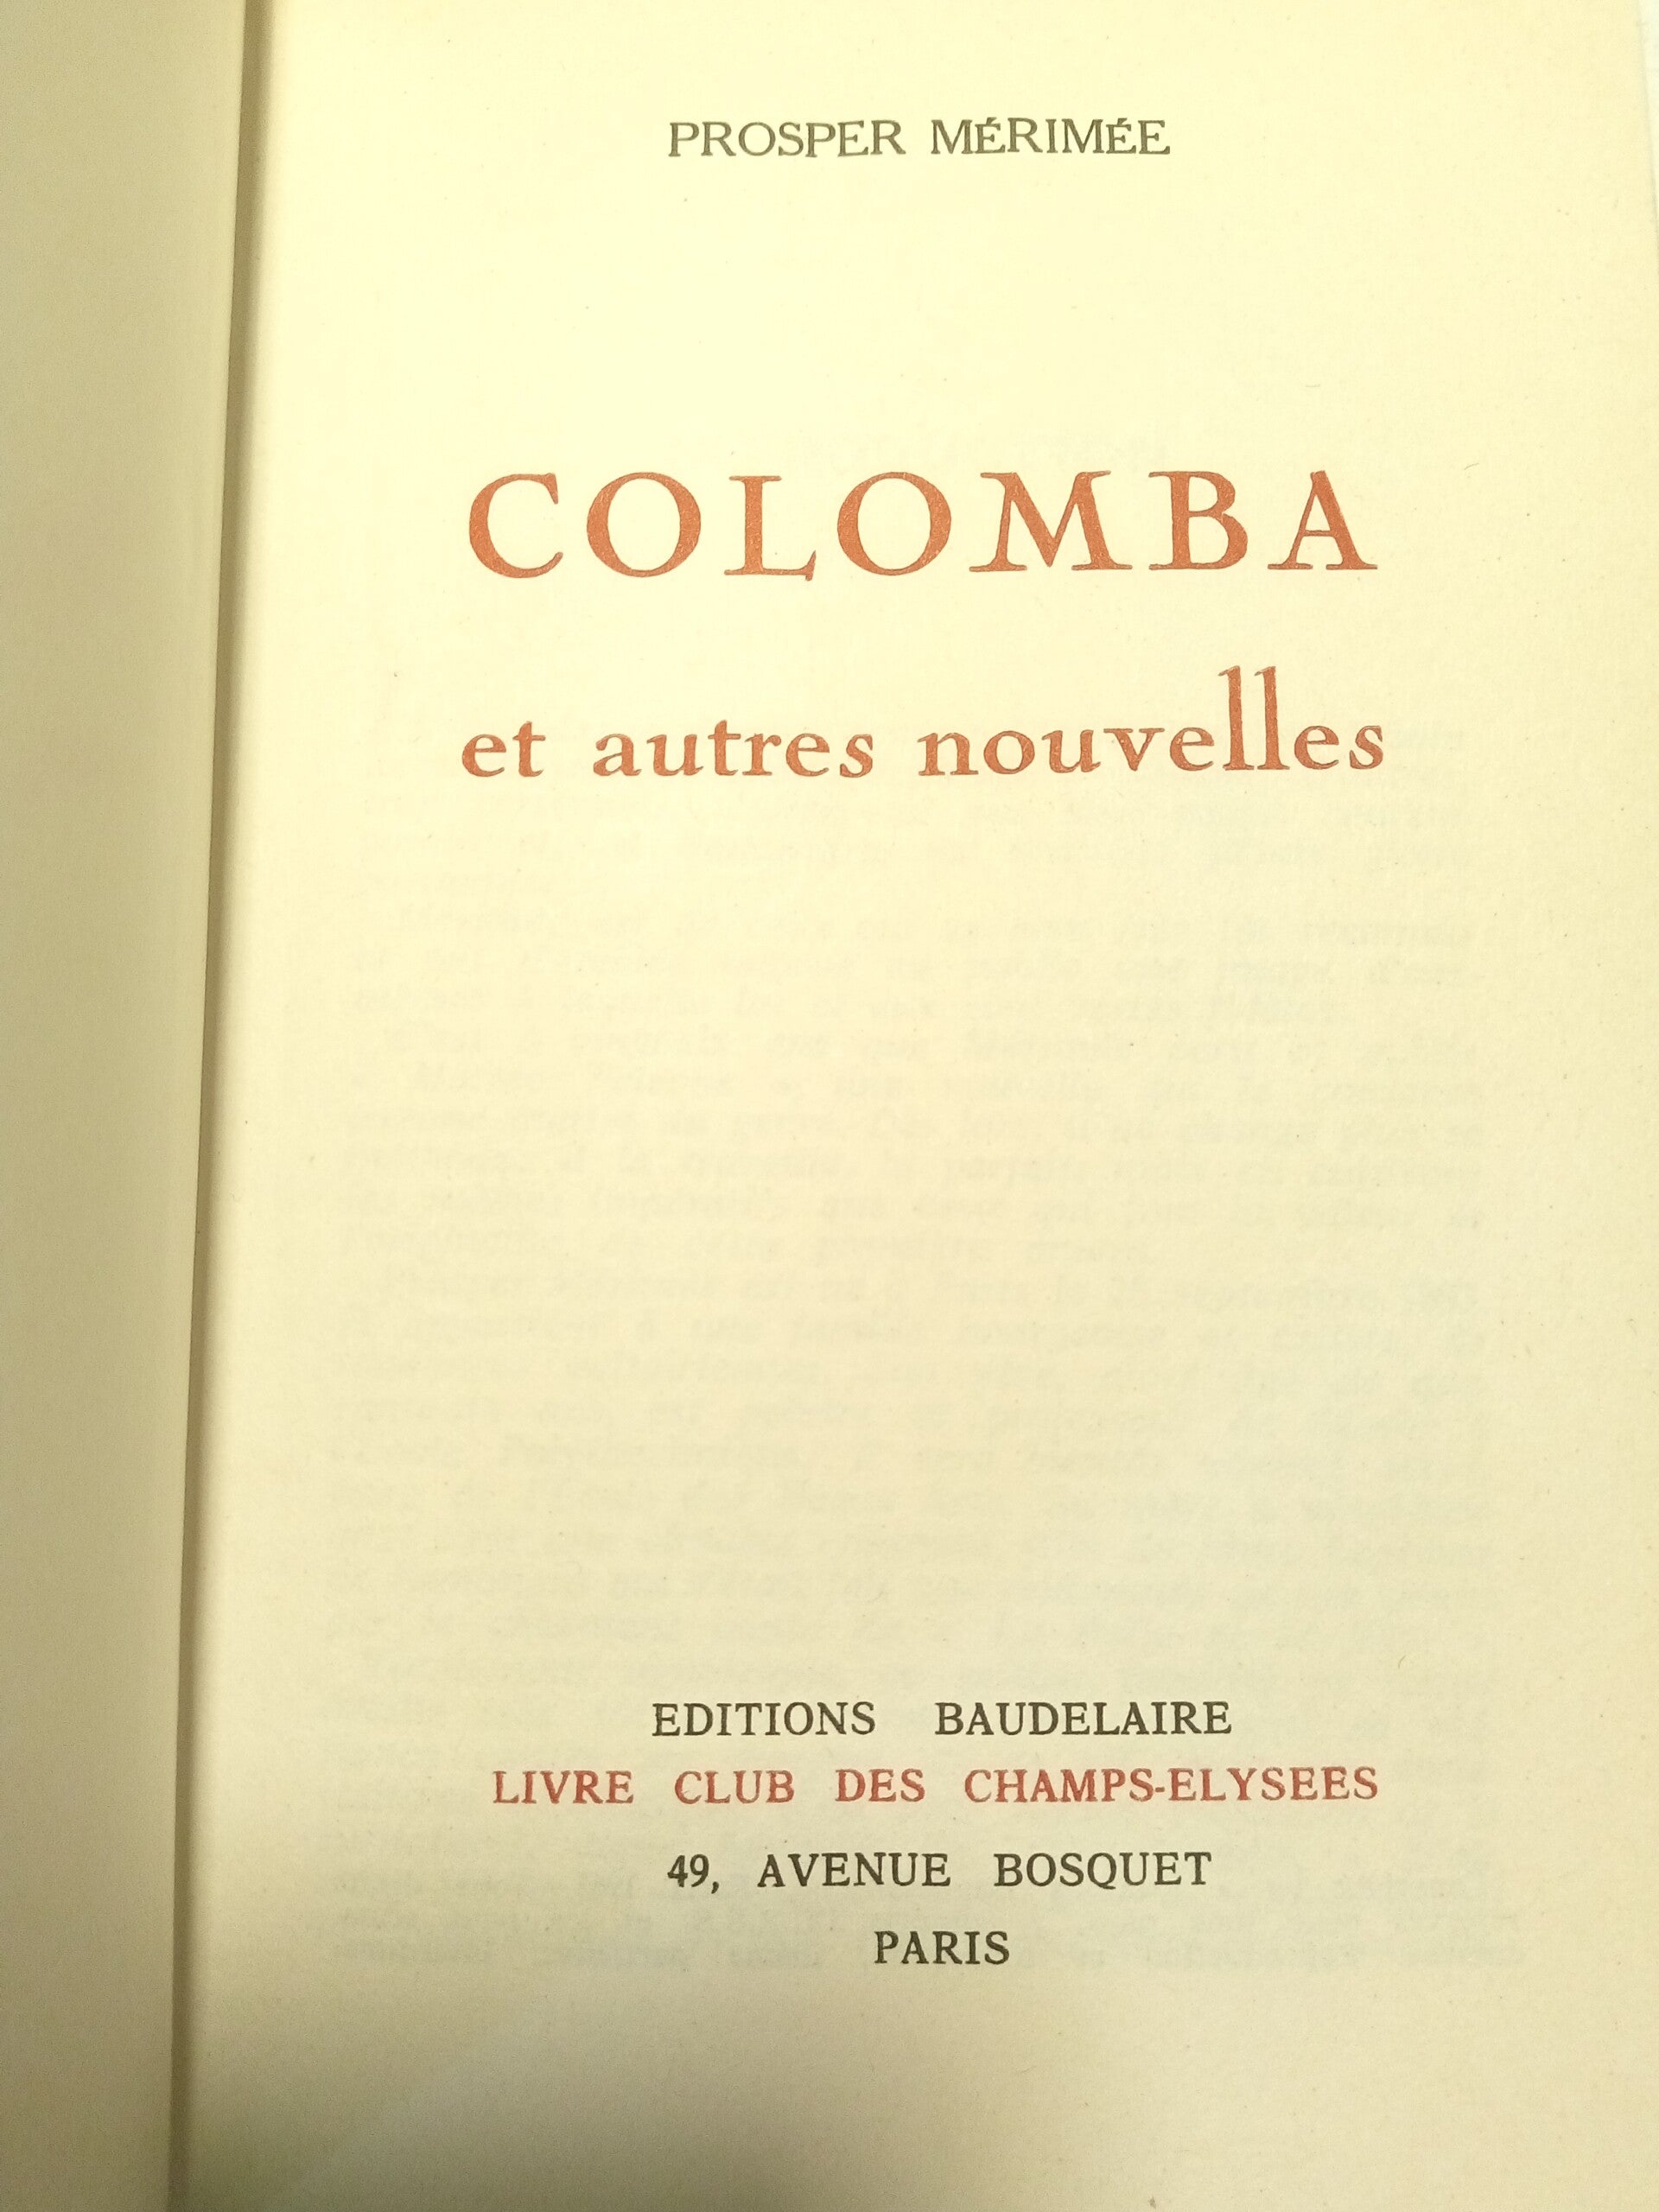 PROSPER MÉRIMÉE
COLOMBA
et autres nouvelles
EDITIONS BAUDELAIRE
LIVRE CLUB DES CHAMPS-ELYSEES
49, AVENUE BOSQUET
PARIS